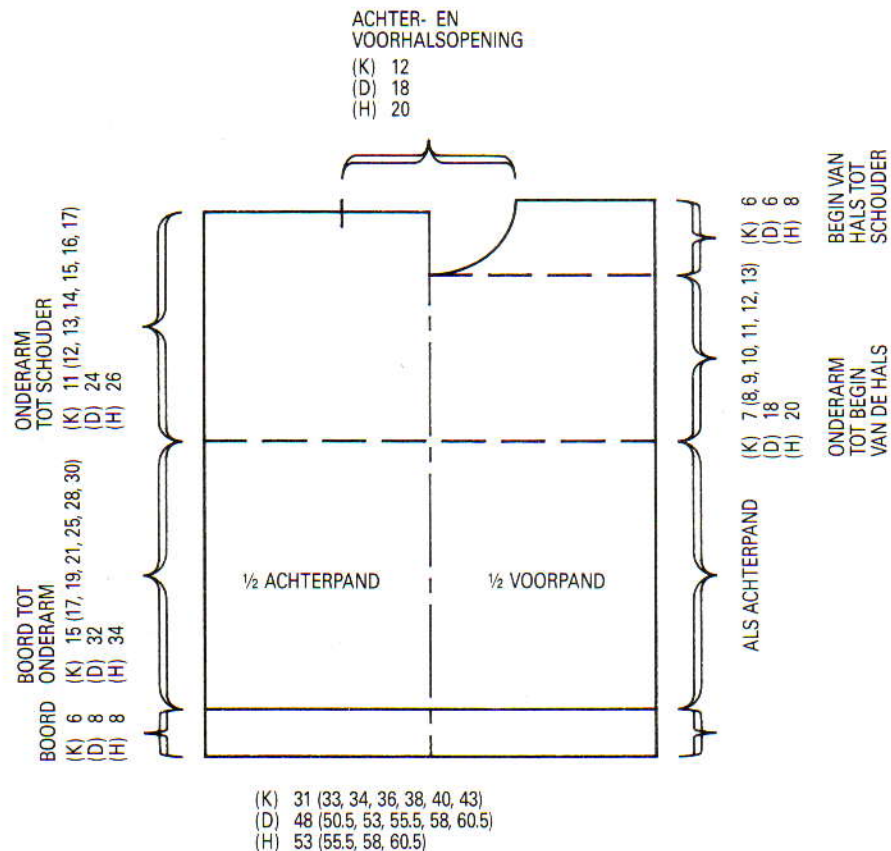 ACHTER- EN
VOORHALSOPENING
(K) 12
(D) 18
(H) 20
ONDERARM
TOT SCHOUDER
(K) 11 (12, 13, 14, 15, 16, 17)
(D) 24
(H) 26
BOORD TOT
ONDERARM
(K) 15 (17, 19, 21, 25, 28, 30)
(D) 32
(H) 34
BOORD
(K) 6
(D) 8
(H) 8
½ ACHTERPAND
½ VOORPAND
(K) 6
(D) 6
(H) 8
BEGIN VAN
HALS TOT
SCHOUDER
(K) 7 (8, 9, 10, 11, 12, 13)
(D) 18
(H) 20
ONDERARM
TOT BEGIN
VAN DE HALS
ALS ACHTERPAND
(K) 31 (33, 34, 36, 38, 40, 43)
(D) 48 (50.5, 53, 55.5, 58, 60.5)
(H) 53 (55.5, 58, 60.5)